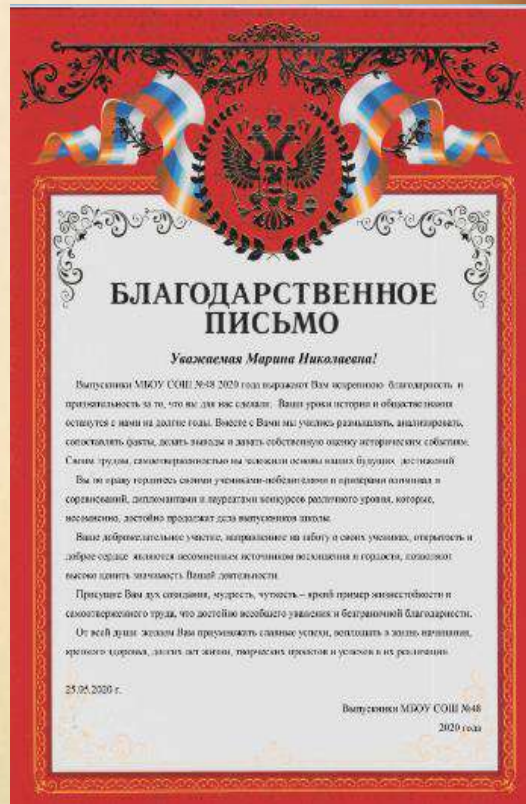 БЛАГОДАРСТВЕННОЕ
ПИСЬМО
Уважаемая Марина Николаевна!
Выпускники МБОУ СОШ №48 2020 года выражают Вам искреннюю благодарность и
признательность за то, что вы для нас сделали. Ваши уроки истории и обществознания
останутся с нами на долгие годы. Вместе с Вами мы учились размышлять, анализировать,
сопоставлять факты, делать выводы и давать собственную оценку историческим событиям.
Своим трудом, самоотверженностью вы заложили основы наших будущих достижений.
Вы по праву гордитесь своими учениками-победителями и призерами олимпиад и
соревнований, дипломантами и лауреатами конкурсов различного уровня, которые,
несомненно, достойно продолжат дела выпускников школы.
Ваше доброжелательное участие, направленное на заботу о своих учениках, открытость и
доброе сердце являются несомненным источником восхищения и гордости, позволяют
высоко ценить значимость Вашей деятельности.
Присущие Вам дух созидания, мудрость, чуткость – яркий пример жизнестойкости и
самоотверженного труда, что достойно всеобщего уважения и безграничной благодарности.
От всей души желаем Вам приумножать славные успехи, воплощать в жизнь начинания,
крепкого здоровья, долгих лет жизни, творческих проектов и успехов в их реализации
25.05.2020 г.
Выпускники МБОУ СОШ №48
2020 года